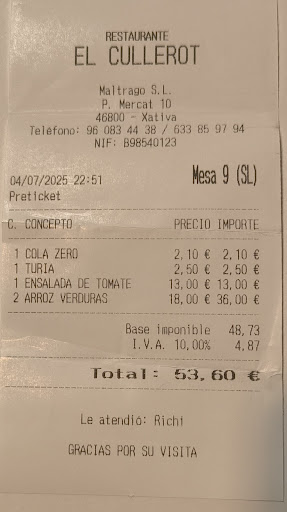 RESTAURANTE
EL CULLEROT
Maltrago S.L.
P. Mercat 10
46800 - Xativa
Teléfono: 96 083 44 38 / 633 85 97 94
NIF: B98540123
04/07/2025 22:51 Mesa 9 (SL)
Preticket
C. CONCEPTO PRECIO IMPORTE
1 COLA ZERO 2,10 € 2,10 €
1 TURIA 2,50 € 2,50 €
1 ENSALADA DE TOMATE 13,00 € 13,00 €
2 ARROZ VERDURAS 18,00 € 36,00 €
Base imponible 48,73
I.V.A. 10,00% 4,87
Total: 53,60 €
Le atendió: Richi
GRACIAS POR SU VISITA